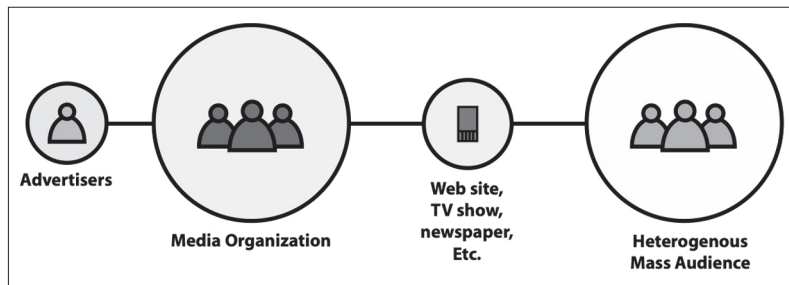 Advertisers
Media Organization
Web site,
TV show,
newspaper,
Etc.
Heterogenous
Mass Audience